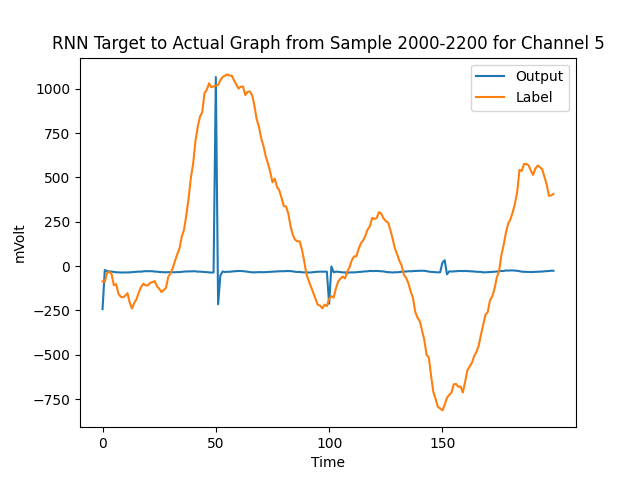 RNN Target to Actual Graph from Sample 2000-2200 for Channel 5
Output
Label
1000
750
500
250
0
−250
−500
−750
mVolt
0 50 100 150
Time